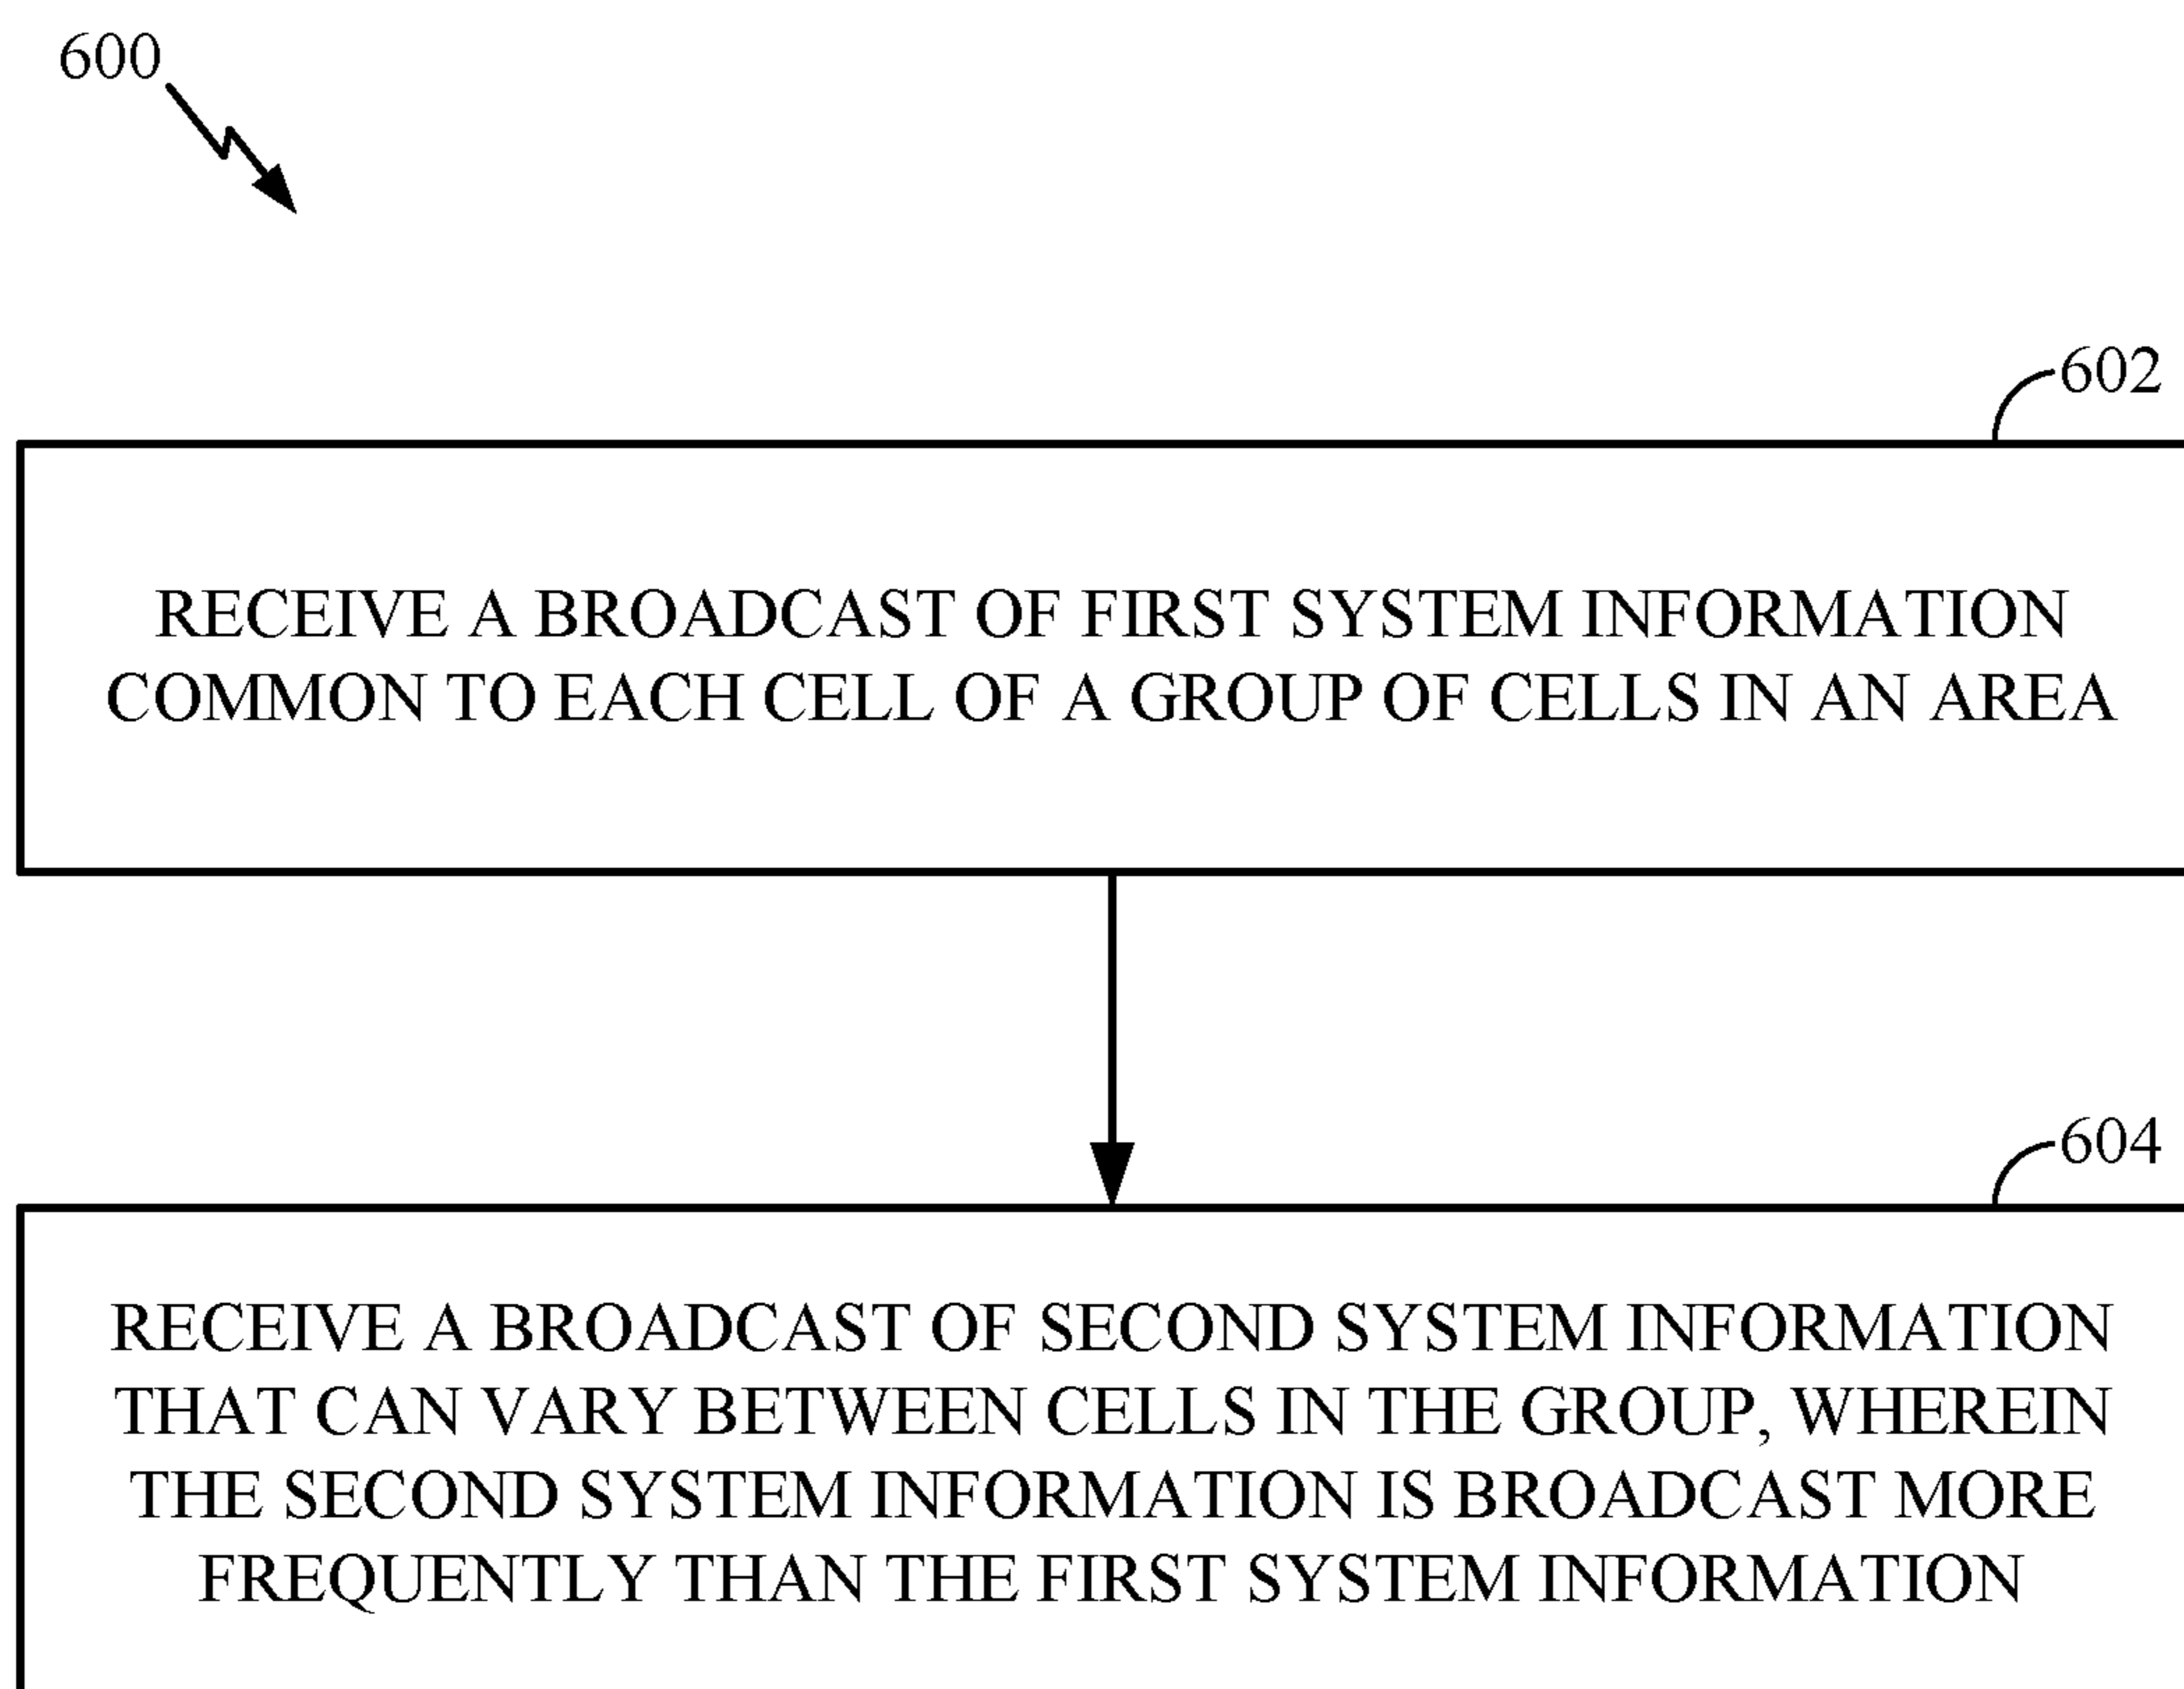 600
602
RECEIVE A BROADCAST OF FIRST SYSTEM INFORMATION
COMMON TO EACH CELL OF A GROUP OF CELLS IN AN AREA
604
RECEIVE A BROADCAST OF SECOND SYSTEM INFORMATION
THAT CAN VARY BETWEEN CELLS IN THE GROUP, WHEREIN
THE SECOND SYSTEM INFORMATION IS BROADCAST MORE
FREQUENTLY THAN THE FIRST SYSTEM INFORMATION